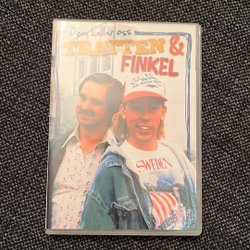 Dom kallar oss
TRATTEN &
FINKEL
SWEDEN